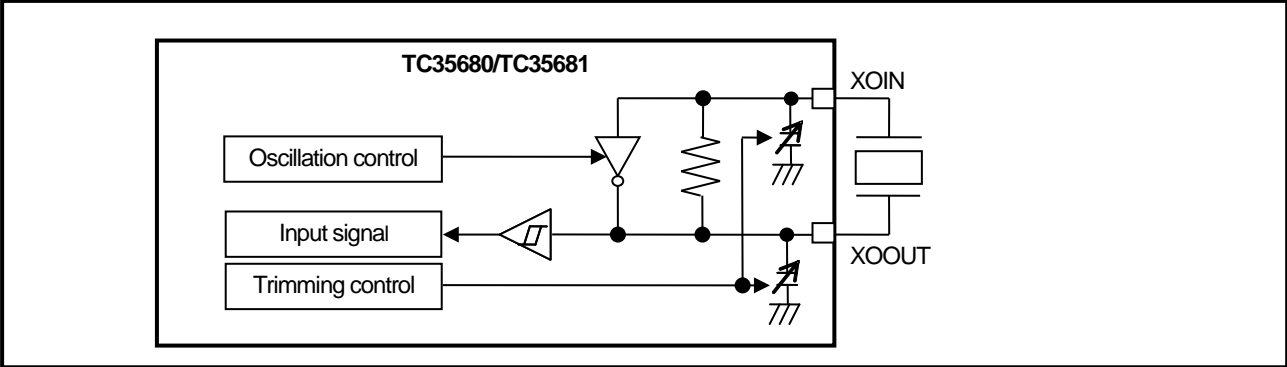 TC35680/TC35681
XOIN
Oscillation control
Input signal
XOOUT
Trimming control